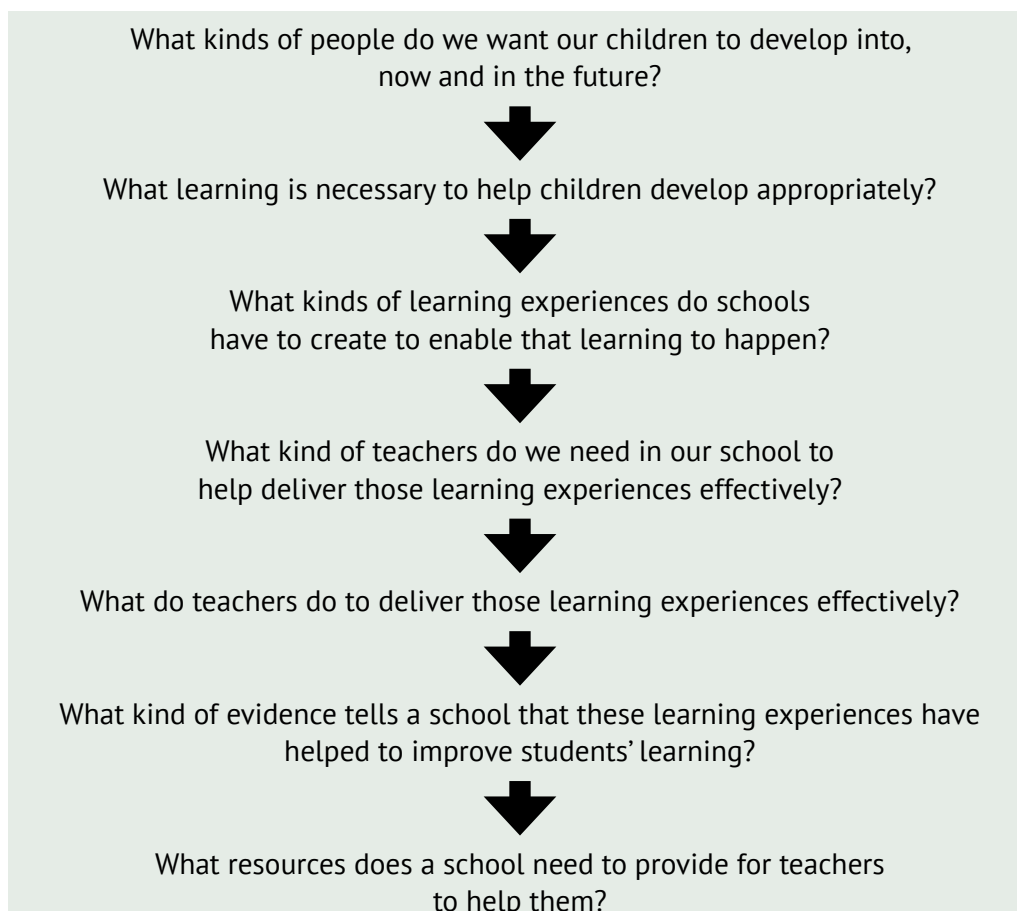 What kinds of people do we want our children to develop into,
now and in the future?
What learning is necessary to help children develop appropriately?
What kinds of learning experiences do schools
have to create to enable that learning to happen?
What kind of teachers do we need in our school to
help deliver those learning experiences effectively?
What do teachers do to deliver those learning experiences effectively?
What kind of evidence tells a school that these learning experiences have
helped to improve students’ learning?
What resources does a school need to provide for teachers
to help them?